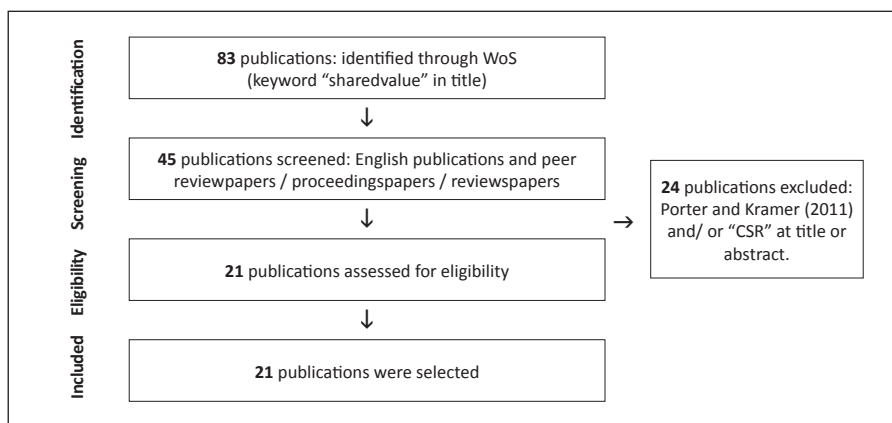 Identification
83 publications: identified through WoS
(keyword “sharedvalue” in title)
↓
Screening
45 publications screened: English publications and peer
reviewpapers / proceedingspapers / reviewspapers
↓
→
24 publications excluded:
Porter and Kramer (2011)
and/ or “CSR” at title or
abstract.
Eligibility
21 publications assessed for eligibility
↓
Included
21 publications were selected